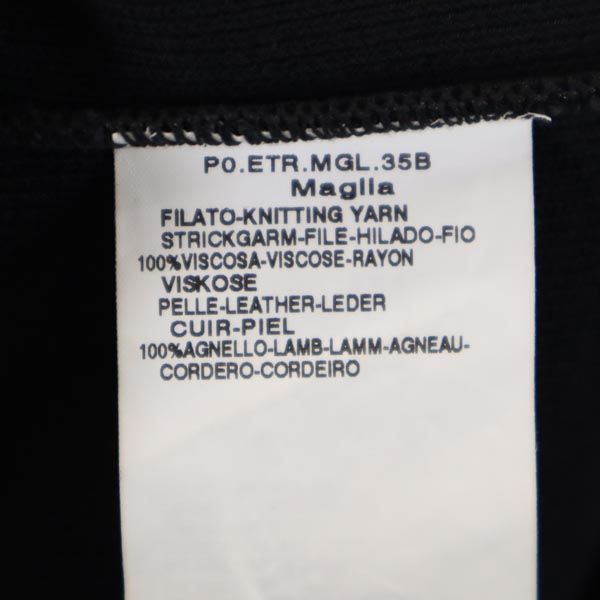 PO.ETR.MGL.35B
Maglia
FILATO-KNITTING YARN
STRICKGARM-FILE-HILADO-FIO
100%VISCOSA-VISCOSE-RAYON
VISKOSE
PELLE-LEATHER-LEDER
CUIR-PIEL
100%AGNELLO-LAMB-LAMM-AGNEAU-
CORDERO-CORDEIRO